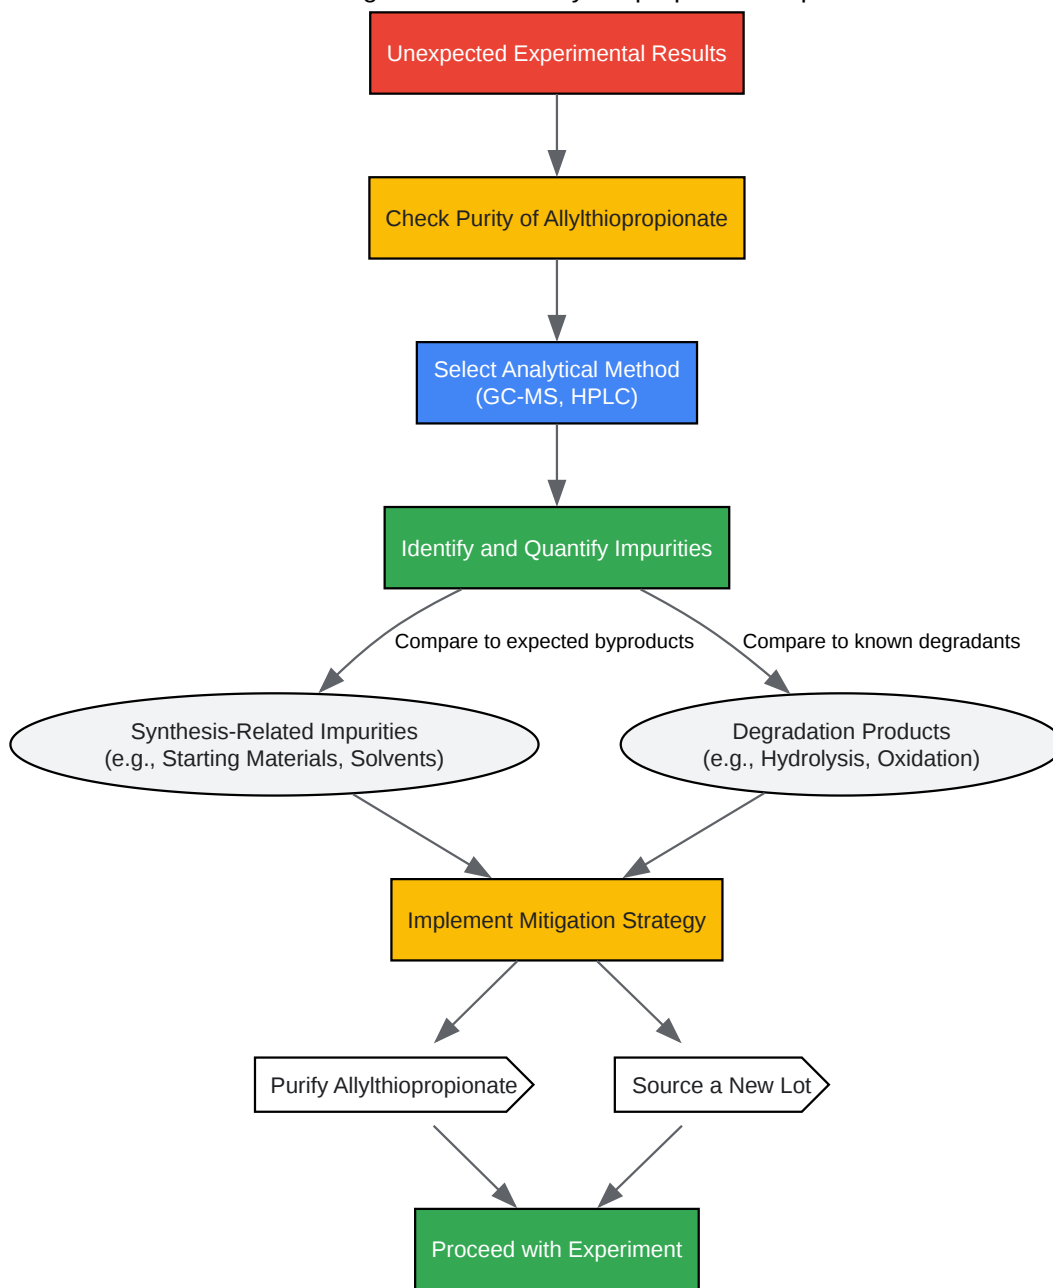 Unexpected Experimental Results
Check Purity of Allylthiopropionate
Select Analytical Method
(GC-MS, HPLC)
Identify and Quantify Impurities
Compare to expected byproducts
Compare to known degradants
Synthesis-Related Impurities
(e.g., Starting Materials, Solvents)
Degradation Products
(e.g., Hydrolysis, Oxidation)
Implement Mitigation Strategy
Purify Allylthiopropionate
Source a New Lot
Proceed with Experiment